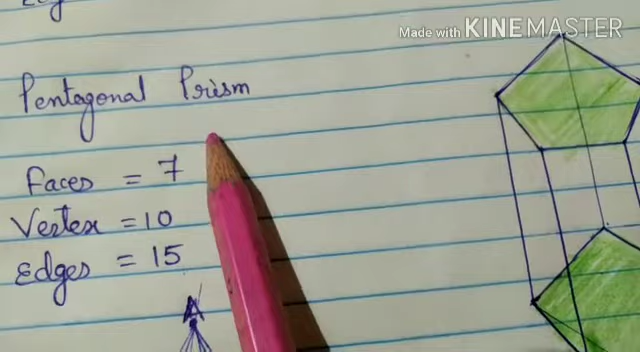 Made with KINEMASTER
Pentagonal Prism
Faces = 7
Vertex = 10
Edges = 15
A